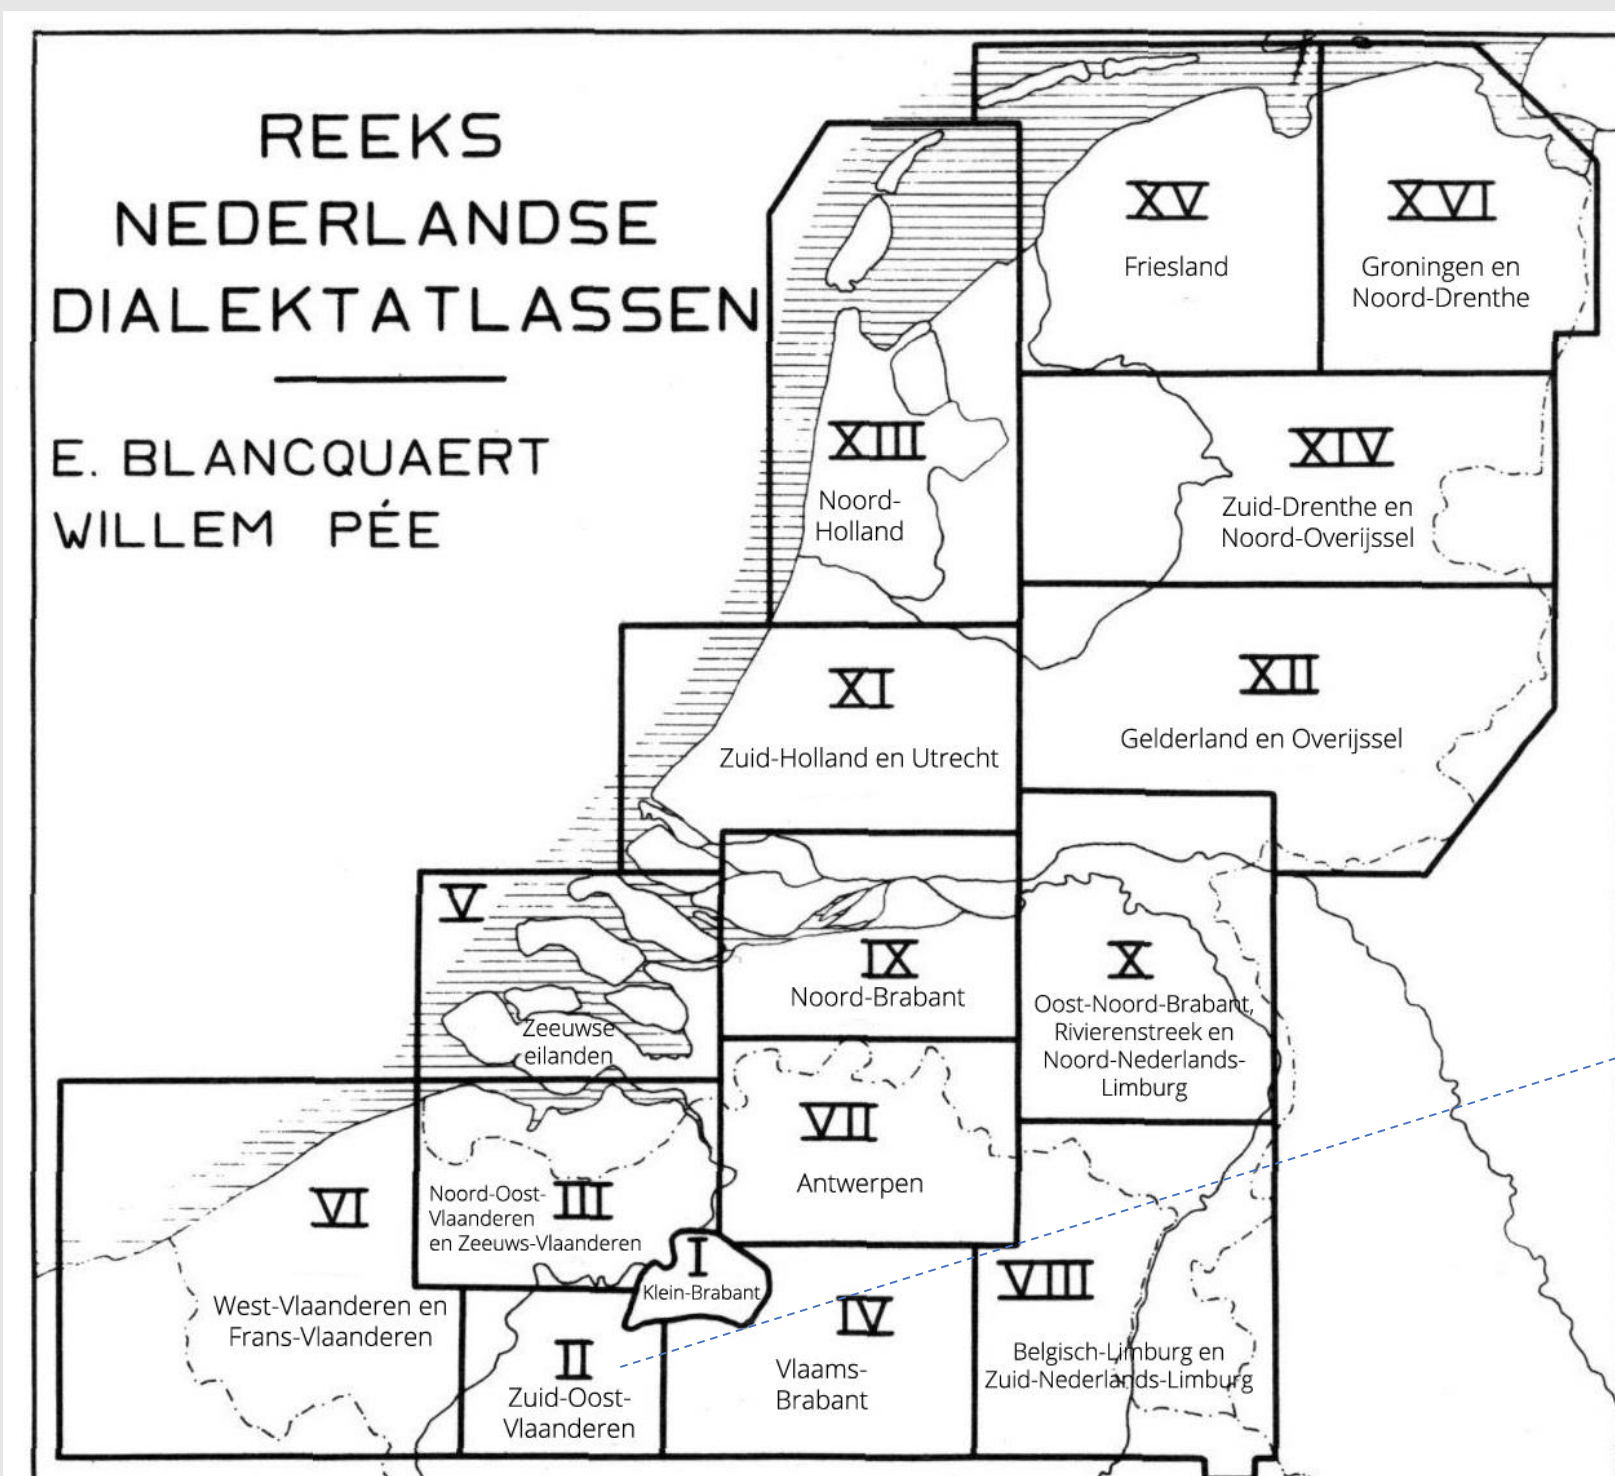 REEKS
NEDERLANDSE
DIALEKTATLASSEN
E. BLANCQUAERT
WILLEM PÉE
XV
Friesland
XVI
Groningen en
Noord-Drenthe
XIII
Noord-
Holland
XIV
Zuid-Drenthe en
Noord-Overijssel
XI
Zuid-Holland en Utrecht
XII
Gelderland en Overijssel
V
Zeeuwse
eilanden
IX
Noord-Brabant
X
Oost-Noord-Brabant,
Rivierenstreek en
Noord-Nederlands-
Limburg
VII
Antwerpen
VI
West-Vlaanderen en
Frans-Vlaanderen
III
Noord-Oost-
Vlaanderen
en Zeeuws-Vlaanderen
I
Klein-Brabant
II
Zuid-Oost-
Vlaanderen
IV
Vlaams-
Brabant
VIII
Belgisch-Limburg en
Zuid-Nederlands-Limburg